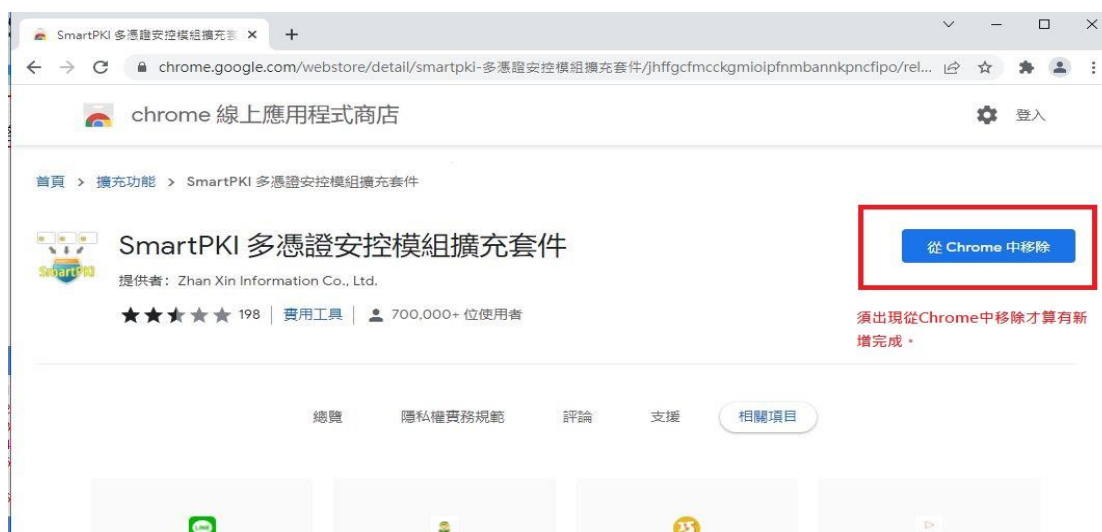 SmartPKI 多憑證安控模組擴充套
chrome.google.com/webstore/detail/smartpki-多憑證安控模組擴充套件/jhffgcfmcckgmioipfnmbannkpncfipo/rel...
chrome 線上應用程式商店
登入
首頁 > 擴充功能 > SmartPKI 多憑證安控模組擴充套件
SmartPKI
SmartPKI 多憑證安控模組擴充套件
提供者：Zhan Xin Information Co., Ltd.
198 | 實用工具 | 700,000+ 位使用者
從 Chrome 中移除
須出現從Chrome中移除才算有新
增完成。
總覽 隱私權實務規範 評論 支援 相關項目
LINE